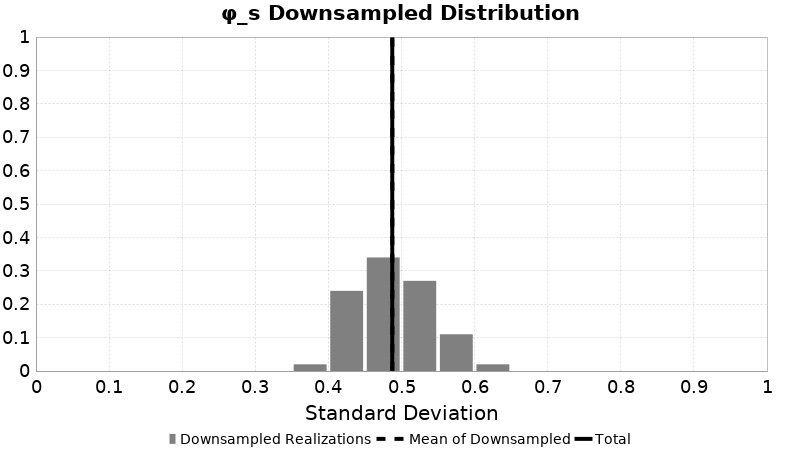 φ_s Downsampled Distribution
1
0.9
0.8
0.7
0.6
0.5
0.4
0.3
0.2
0.1
0
0 0.1 0.2 0.3 0.4 0.5 0.6 0.7 0.8 0.9 1
Standard Deviation
Downsampled Realizations Mean of Downsampled Total